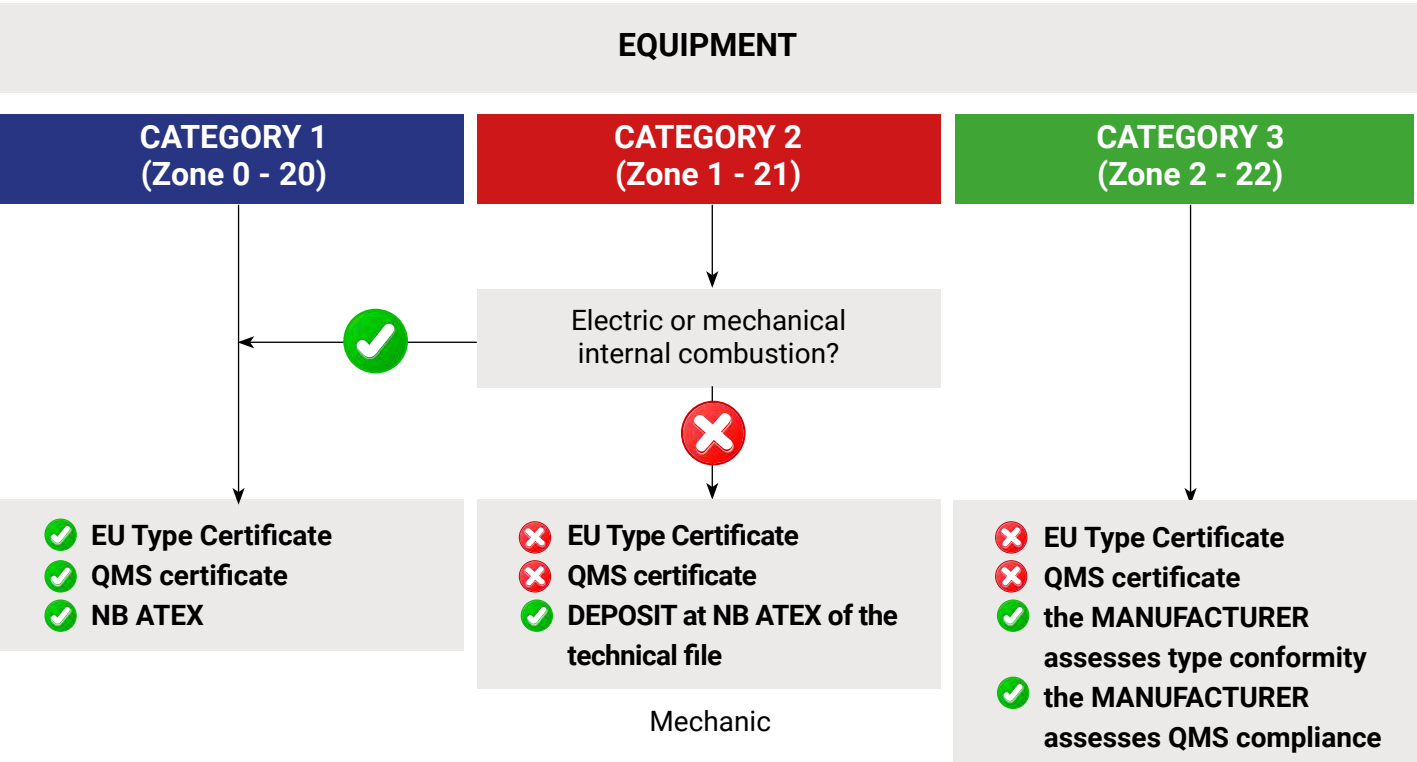 EQUIPMENT
CATEGORY 1
(Zone 0 - 20)
CATEGORY 2
(Zone 1 - 21)
CATEGORY 3
(Zone 2 - 22)
Electric or mechanical
internal combustion?
EU Type Certificate
QMS certificate
NB ATEX
EU Type Certificate
QMS certificate
DEPOSIT at NB ATEX of the
technical file
Mechanic
EU Type Certificate
QMS certificate
the MANUFACTURER
assesses type conformity
the MANUFACTURER
assesses QMS compliance